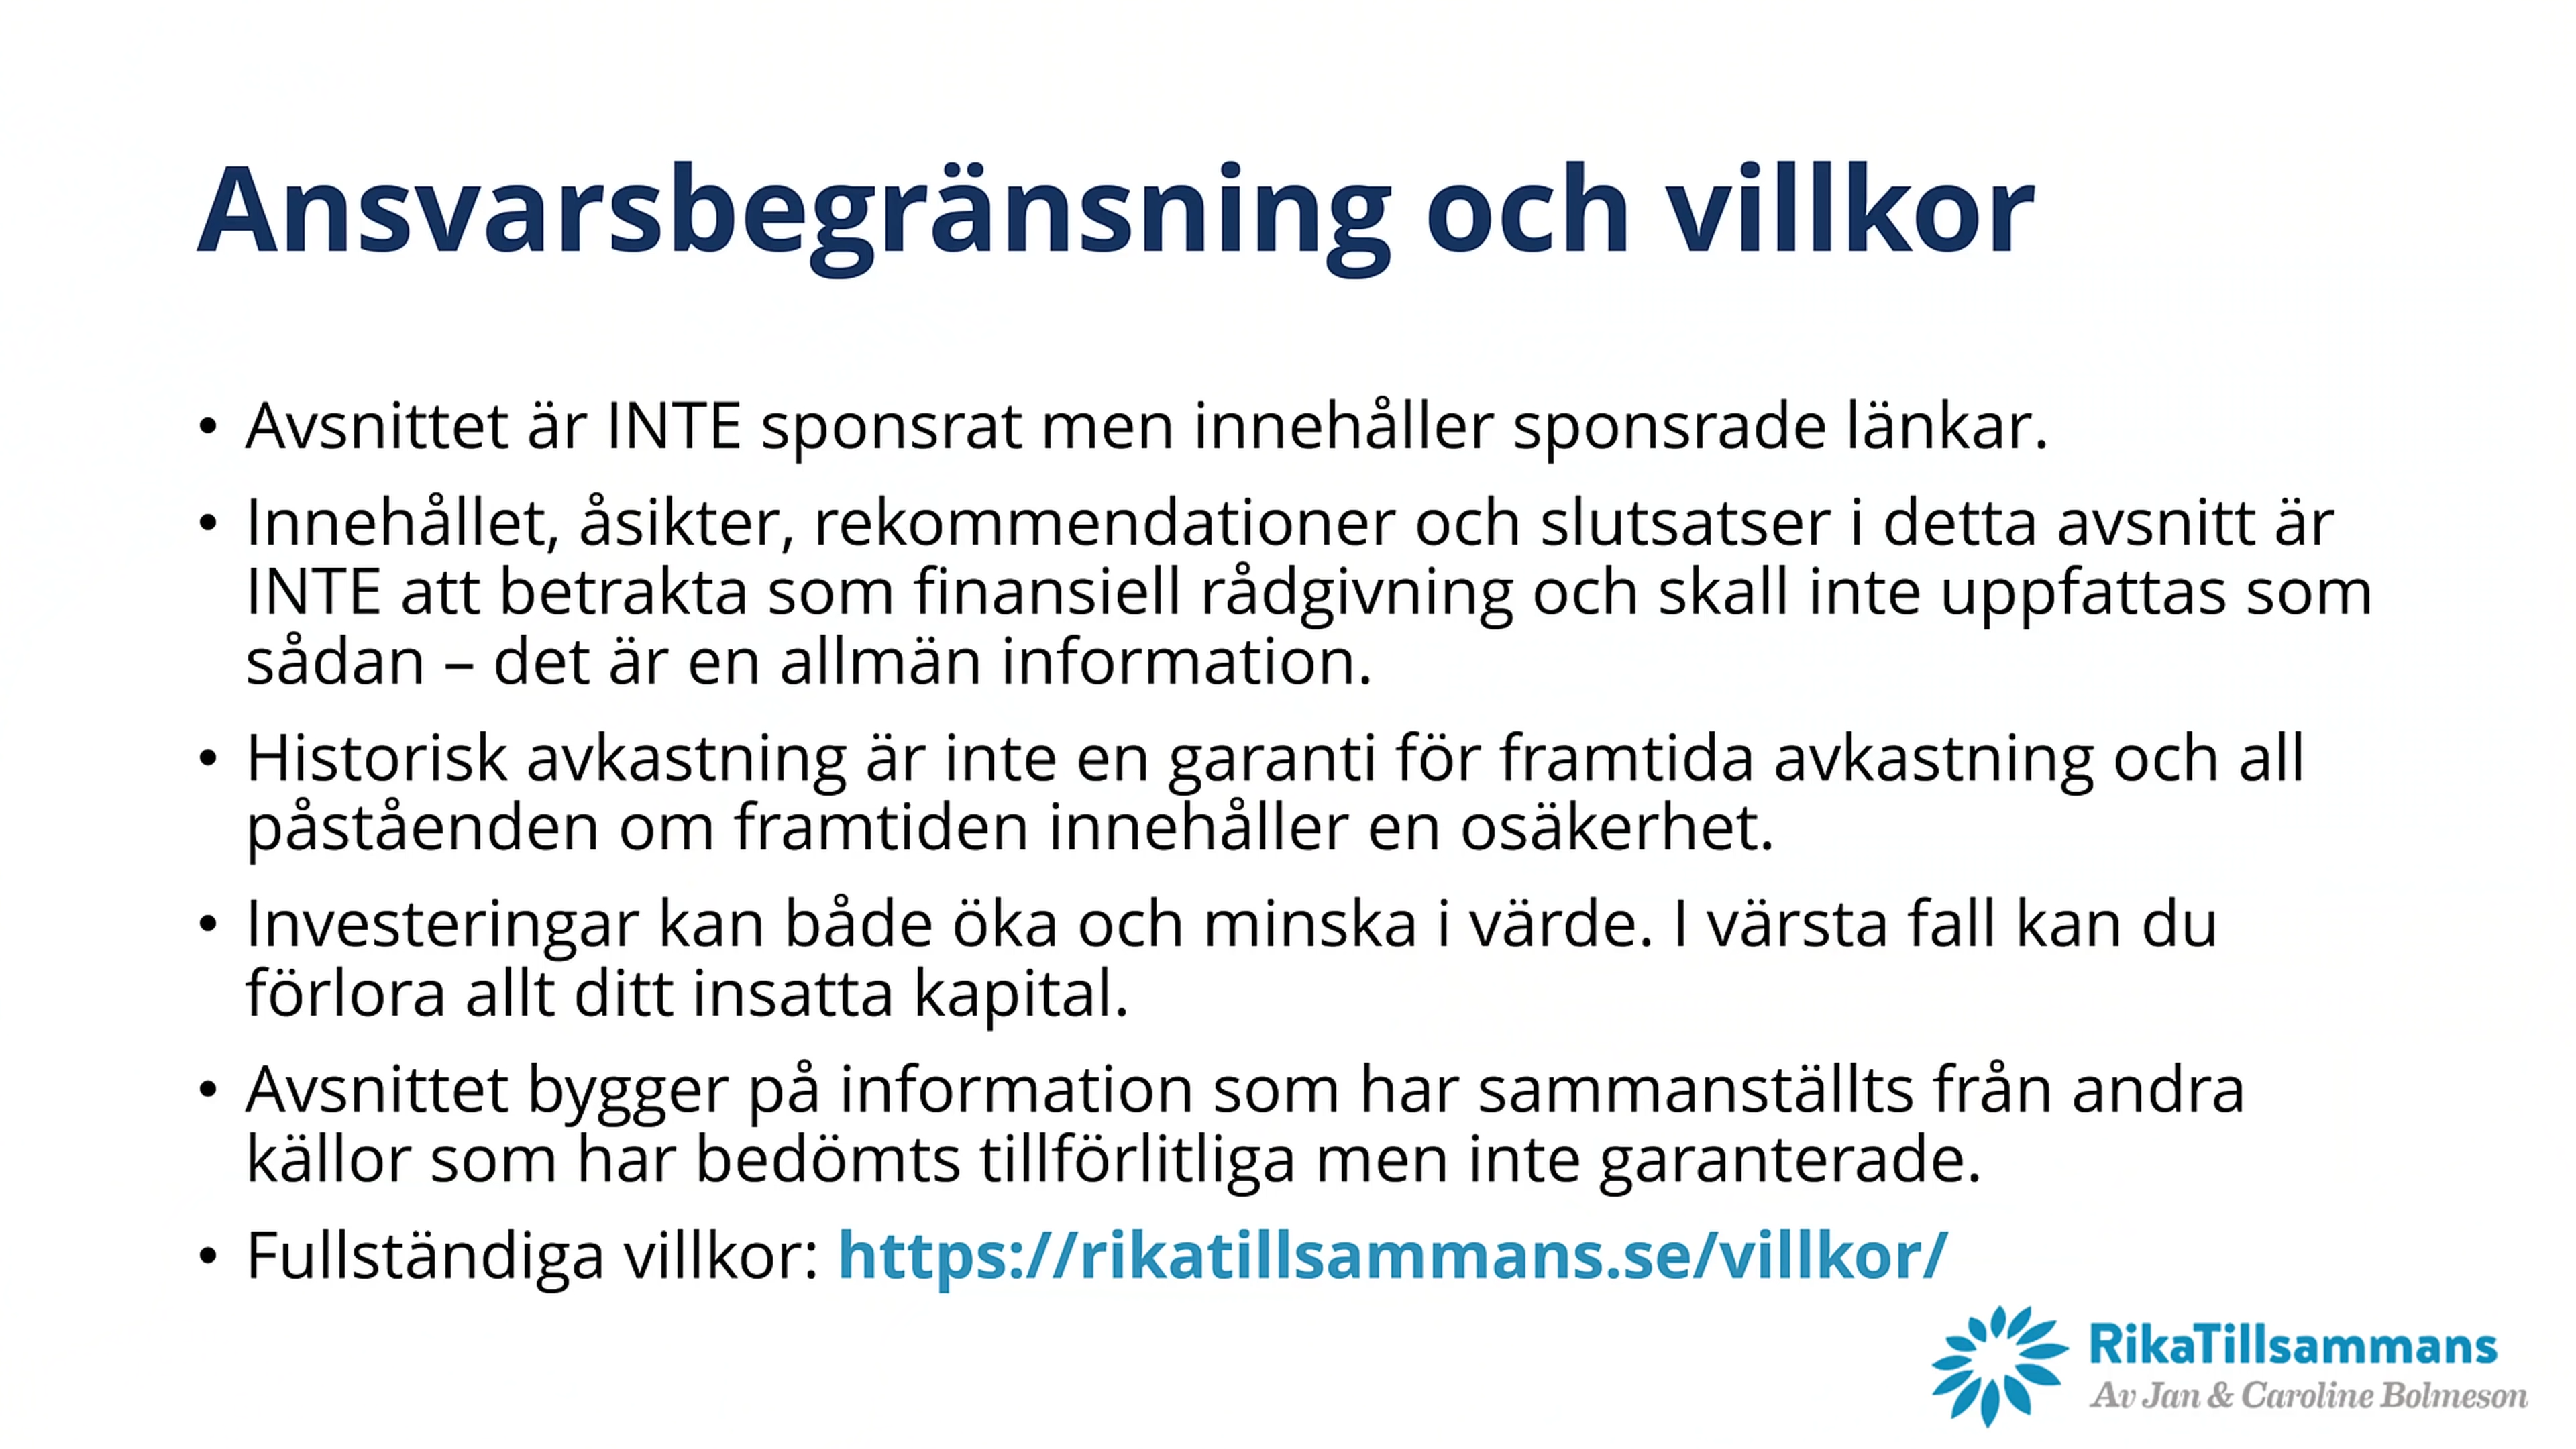 Ansvarsbegränsning och villkor
• Avsnittet är INTE sponsrat men innehåller sponsrade länkar.
• Innehållet, åsikter, rekommendationer och slutsatser i detta avsnitt är
INTE att betrakta som finansiell rådgivning och skall inte uppfattas som
sådan – det är en allmän information.
• Historisk avkastning är inte en garanti för framtida avkastning och all
påståenden om framtiden innehåller en osäkerhet.
• Investeringar kan både öka och minska i värde. I värsta fall kan du
förlora allt ditt insatta kapital.
• Avsnittet bygger på information som har sammanställts från andra
källor som har bedömts tillförlitliga men inte garanterade.
• Fullständiga villkor: https://rikatillsammans.se/villkor/
RikaTillsammans
Av Jan & Caroline Bolmeson